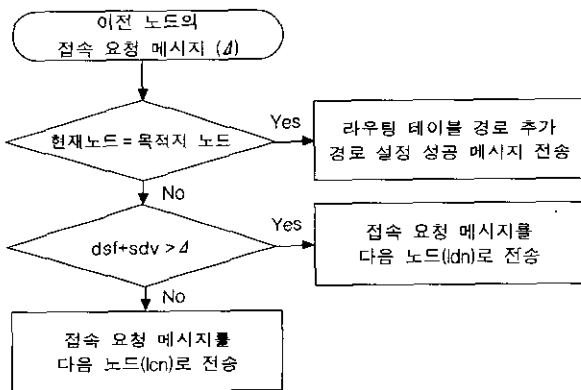 이전 노드의
접속 요청 메시지 (Δ)
현재노드 = 목적지 노드
Yes
라우팅 테이블 경로 추가
경로 설정 성공 메시지 전송
No
dsf+sdv > Δ
Yes
접속 요청 메시지를
다음 노드(ldn)로 전송
No
접속 요청 메시지를
다음 노드(lcn)로 전송